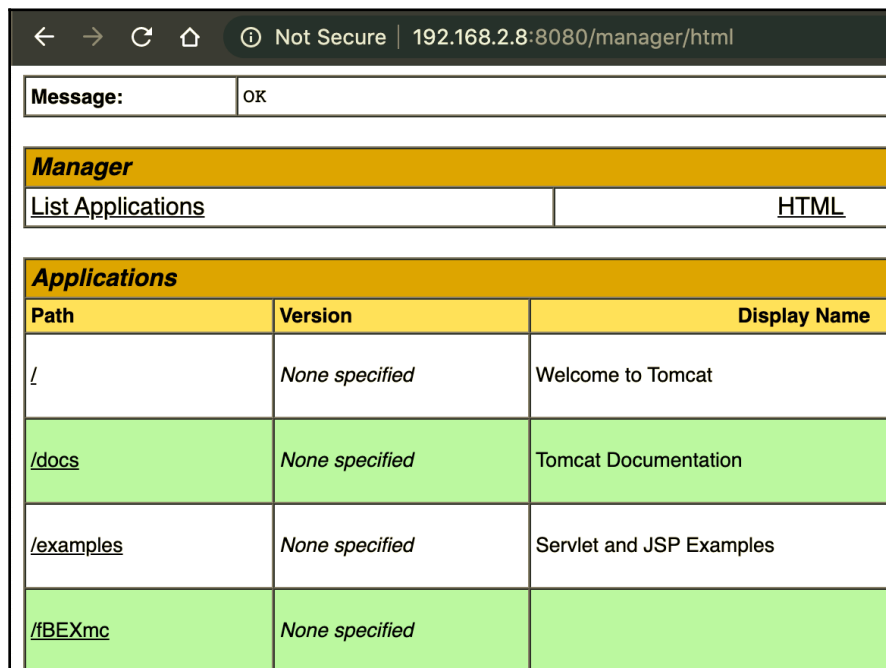 Not Secure | 192.168.2.8:8080/manager/html
Message: OK
Manager
List Applications HTML
Applications
Path Version Display Name
/ None specified Welcome to Tomcat
/docs None specified Tomcat Documentation
/examples None specified Servlet and JSP Examples
/fBEXmc None specified